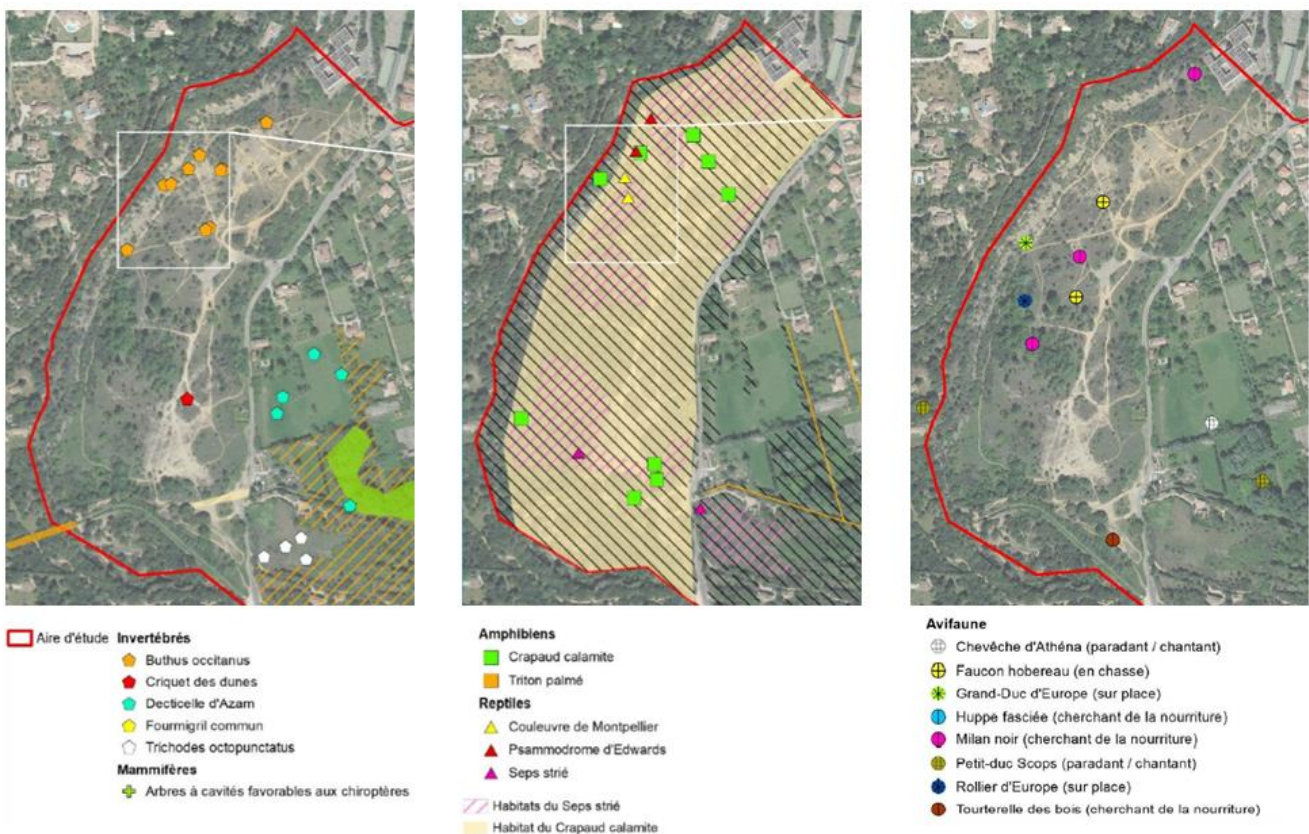 Aire d'étude
Invertébrés
Buthus occitanus
Criquet des dunes
Decticelle d'Azam
Fourmigril commun
Trichodes octopunctatus
Mammifères
Arbres à cavités favorables aux chiroptères
Amphibiens
Crapaud calamite
Triton palmé
Reptiles
Couleuvre de Montpellier
Psammodrome d'Edwards
Seps strié
Habitats du Seps strié
Habitat du Crapaud calamite
Avifaune
Chevêche d'Athéna (paradant / chantant)
Faucon hobereau (en chasse)
Grand-Duc d'Europe (sur place)
Huppe fasciée (cherchant de la nourriture)
Milan noir (cherchant de la nourriture)
Petit-duc Scops (paradant / chantant)
Rollier d'Europe (sur place)
Tourterelle des bois (cherchant de la nourriture)